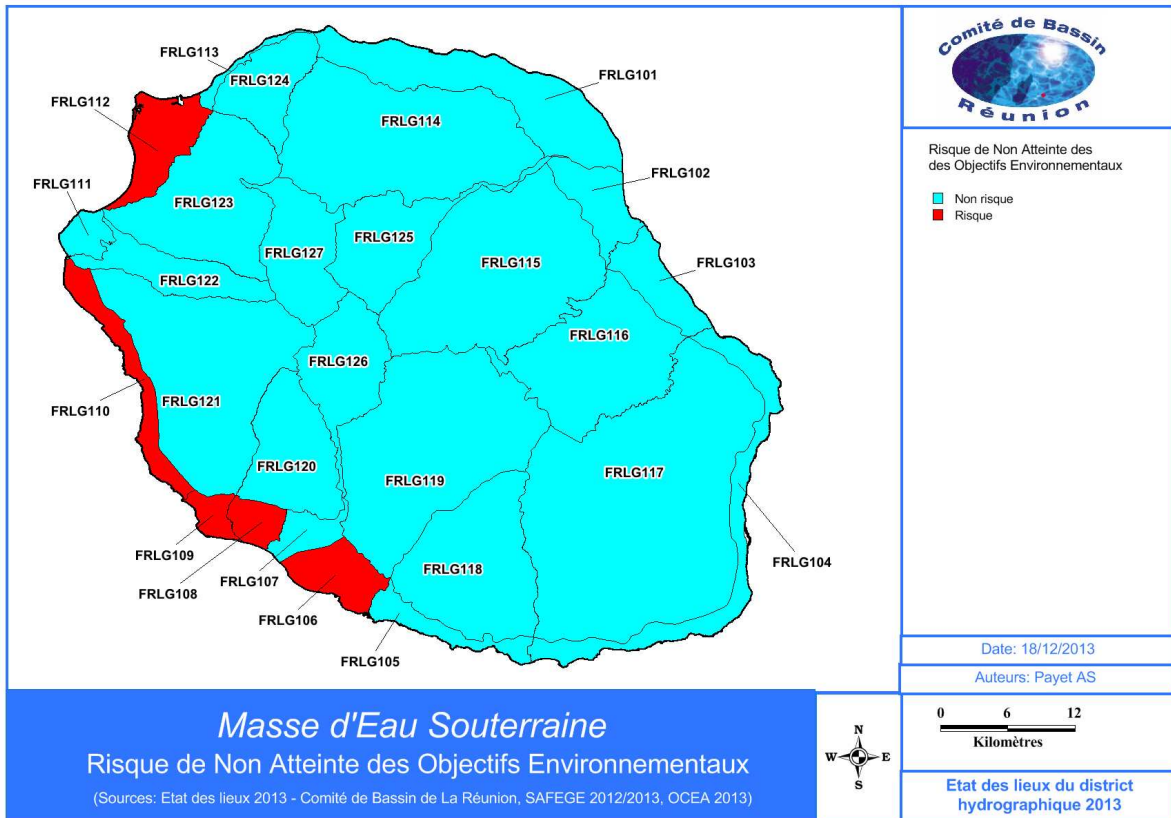 FRLG113
FRLG124
FRLG101
FRLG112
FRLG114
FRLG102
FRLG111
FRLG123
FRLG125
FRLG127
FRLG115
FRLG103
FRLG122
FRLG116
FRLG126
FRLG121
FRLG110
FRLG120
FRLG119
FRLG117
FRLG109
FRLG104
FRLG118
FRLG107
FRLG108
FRLG106
FRLG105
Comité de Bassin
Réunion
Risque de Non Atteinte des
des Objectifs Environnementaux
Non risque
Risque
Date: 18/12/2013
Auteurs: Payet AS
Masse d'Eau Souterraine
Risque de Non Atteinte des Objectifs Environnementaux
(Sources: Etat des lieux 2013 - Comité de Bassin de La Réunion, SAFEGE 2012/2013, OCEA 2013)
N
W E
S
0 6 12
Kilomètres
Etat des lieux du district
hydrographique 2013